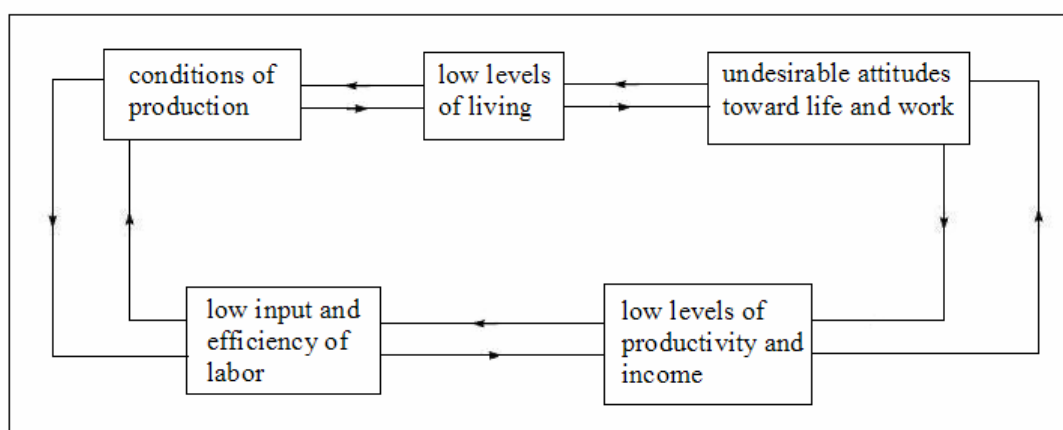 conditions of
production
low levels
of living
undesirable attitudes
toward life and work
low input and
efficiency of
labor
low levels of
productivity and
income